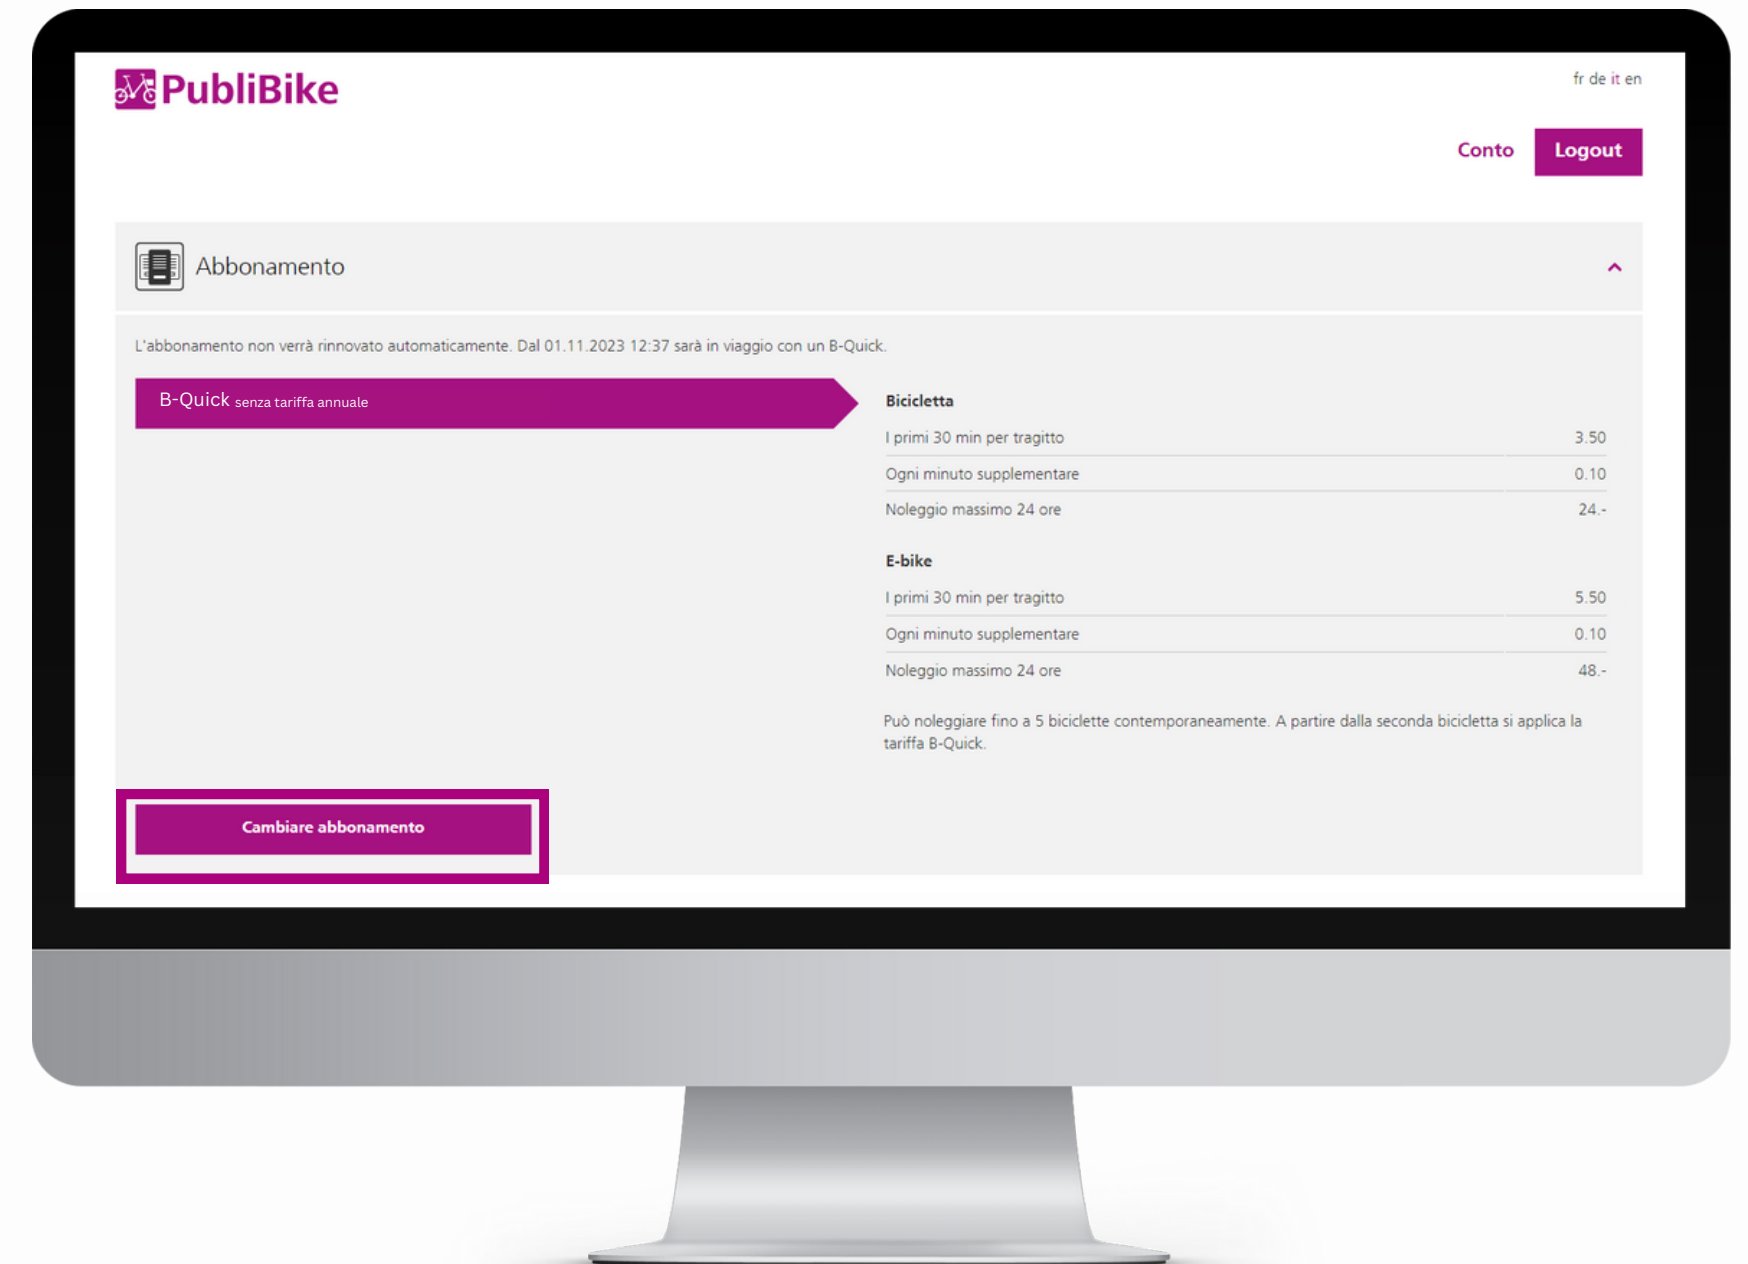 PubliBike
fr de it en
Conto
Logout
Abbonamento
L'abbonamento non verrà rinnovato automaticamente. Dal 01.11.2023 12:37 sarà in viaggio con un B-Quick.
B-Quick senza tariffa annuale
Bicicletta
I primi 30 min per tragitto 3.50
Ogni minuto supplementare 0.10
Noleggio massimo 24 ore 24.-
E-bike
I primi 30 min per tragitto 5.50
Ogni minuto supplementare 0.10
Noleggio massimo 24 ore 48.-
Può noleggiare fino a 5 biciclette contemporaneamente. A partire dalla seconda bicicletta si applica la
tariffa B-Quick.
Cambiare abbonamento